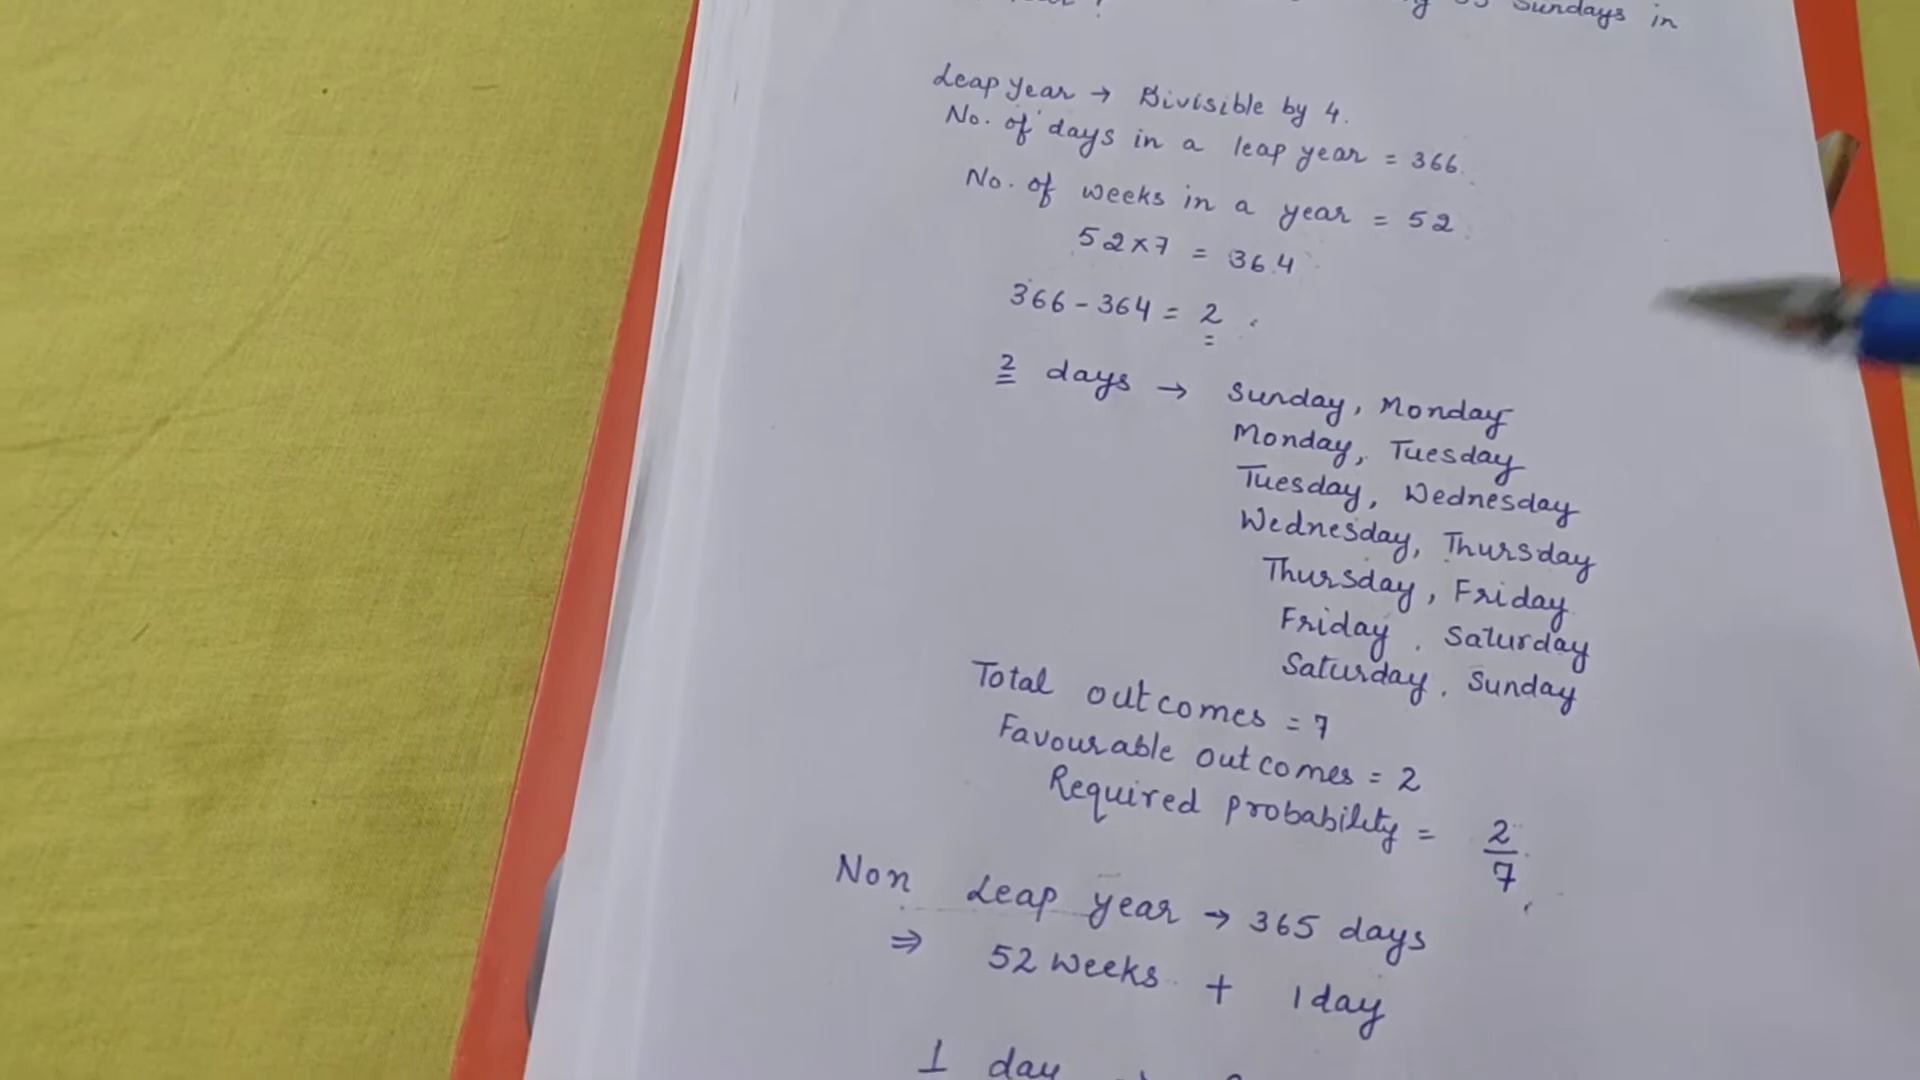 53 Sundays in
Leap year → Divisible by 4.
No. of days in a leap year = 366.
No. of weeks in a year = 52
52×7 = 364
366-364 = 2
2 days → Sunday, Monday
Monday, Tuesday
Tuesday, Wednesday
Wednesday, Thursday
Thursday, Friday
Friday, Saturday
Saturday, Sunday
Total outcomes = 7
Favourable outcomes = 2
Required probability = 2/7
Non Leap year → 365 days
⇒ 52 weeks + 1 day
1 day